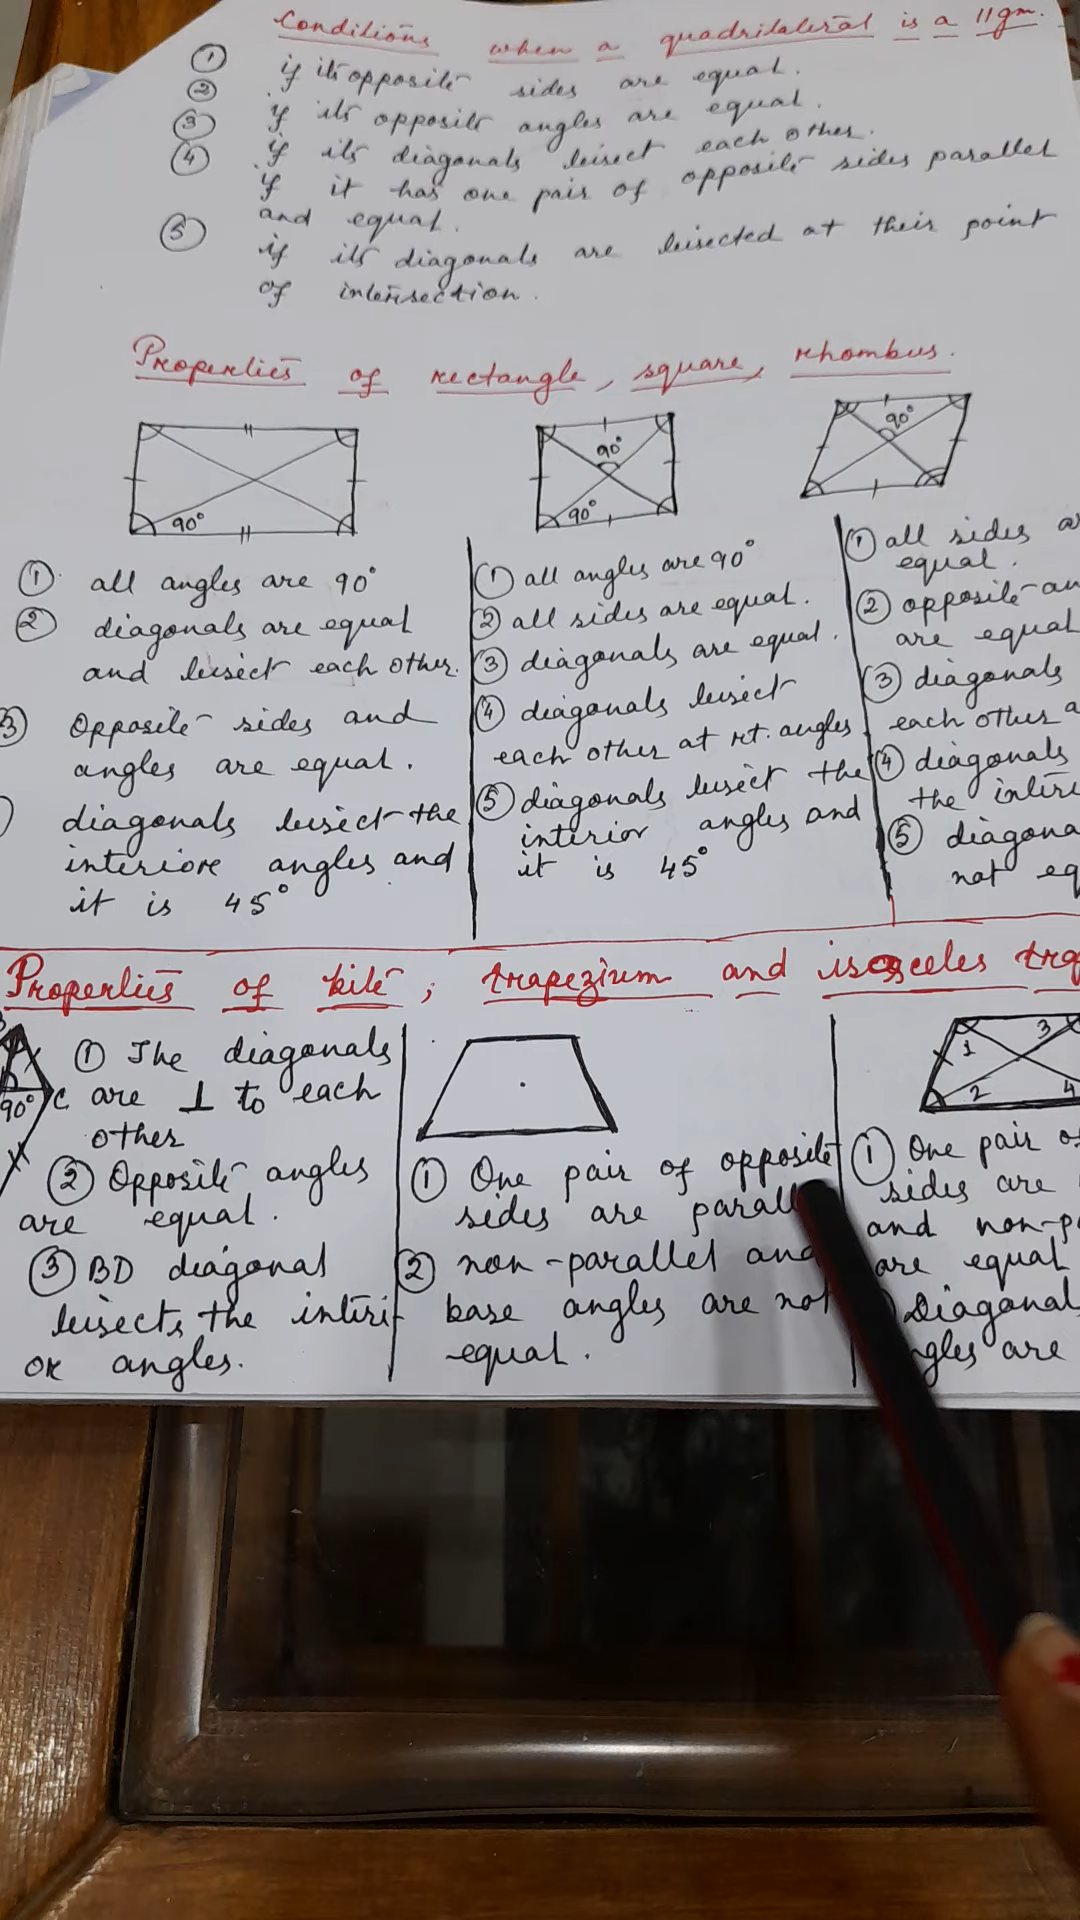 Conditions when a quadrilateral is a 11gm.
① if its opposite sides are equal.
② if its opposite angles are equal.
③ if its diagonals bisect each other.
④ if it has one pair of opposite sides parallel
and equal.
⑤ if its diagonals are bisected at their point
of intersection.
Properties of rectangle, square, rhombus.
90°
90°
90°
90°
① all angles are 90°
② diagonals are equal
and bisect each other.
3 Opposite sides and
angles are equal.
diagonals bisect the
interiore angles and
it is 45°
① all angles are 90°
② all sides are equal.
③ diagonals are equal.
④ diagonals bisect
each other at rt. angles
⑤ diagonals bisect the
interior angles and
it is 45°
① all sides
equal.
② opposite
are equal
③ diagonals
each other
④ diagonals
the
⑤
not
Properties of kite, trapezium and isosceles
90° C
① The diagonals
are ⊥ to each
other
② Opposite angles
are equal.
③ BD diagonal
bisects the interi-
or angles.
① One pair of opposite
sides are
② non-parallel and
base angles are not
equal.
1 3
2 4
① One pair of
sides are
and
are equal
Diagonals
are